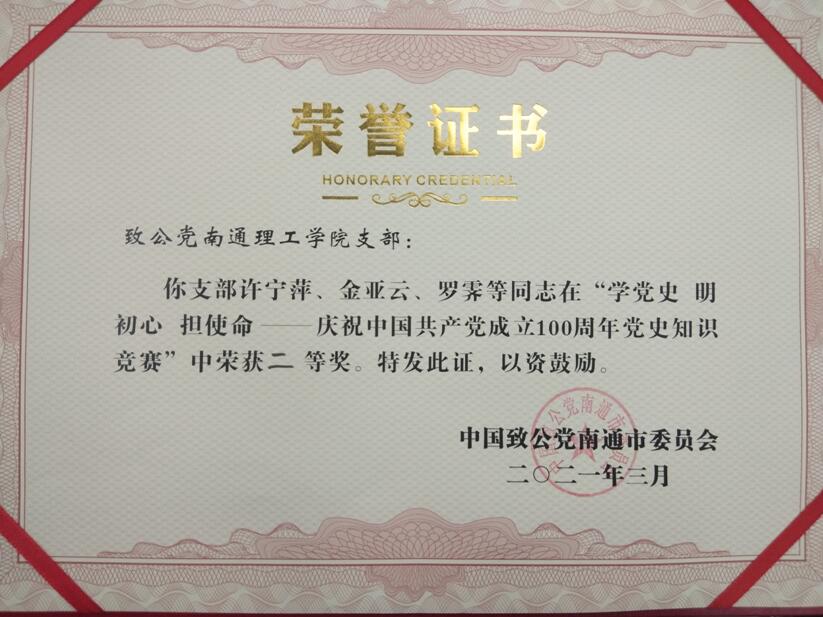 荣誉证书
HONORARY CREDENTIAL
致公党南通理工学院支部：
你支部许宁萍、金亚云、罗霁等同志在“学党史 明
初心 担使命——庆祝中国共产党成立100周年党史知识
竞赛”中荣获二 等奖。特发此证，以资鼓励。
中国致公党南通市委员会
二〇二一年三月